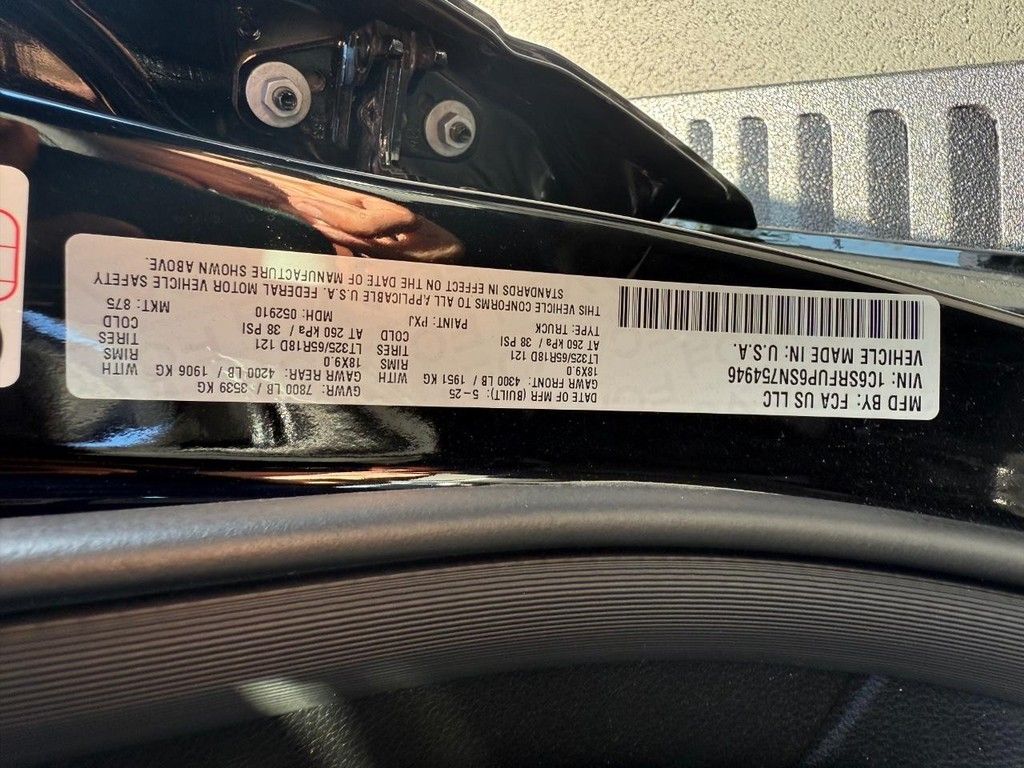 MFD BY: FCA US LLC
VIN: 1C6SRFUP6SN754946
VEHICLE MADE IN: U.S.A.
DATE OF MFR (BUILT): 5-25
GVWR: 7800 LB / 3539 KG
GAWR FRONT: 4300 LB / 1951 KG WITH
GAWR REAR: 4200 LB / 1906 KG WITH
18X9.0 RIMS
18X9.0 RIMS
LT325/65R18D 121 TIRES
LT325/65R18D 121 TIRES
AT 260 kPa / 38 PSI COLD
AT 260 kPa / 38 PSI COLD
TYPE: TRUCK PAINT: PXJ MDH: 052910 MKT: 875
THIS VEHICLE CONFORMS TO ALL APPLICABLE U.S.A. FEDERAL MOTOR VEHICLE SAFETY
STANDARDS IN EFFECT ON THE DATE OF MANUFACTURE SHOWN ABOVE.